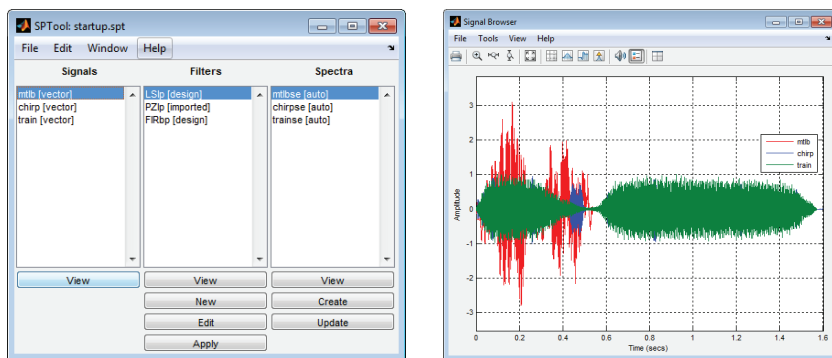 SPTool: startup.spt
File Edit Window Help
Signals Filters Spectra
mtlb [vector]
chirp [vector]
train [vector]
LSlp [design]
PZlp [imported]
FIRbp [design]
mtlbse [auto]
chirpse [auto]
trainse [auto]
View View View
New Create
Edit Update
Apply
Signal Browser
File Tools View Help
mtlb
chirp
train
Amplitude
3
2
1
0
-1
-2
-3
0 0.2 0.4 0.6 0.8 1 1.2 1.4 1.6
Time (secs)